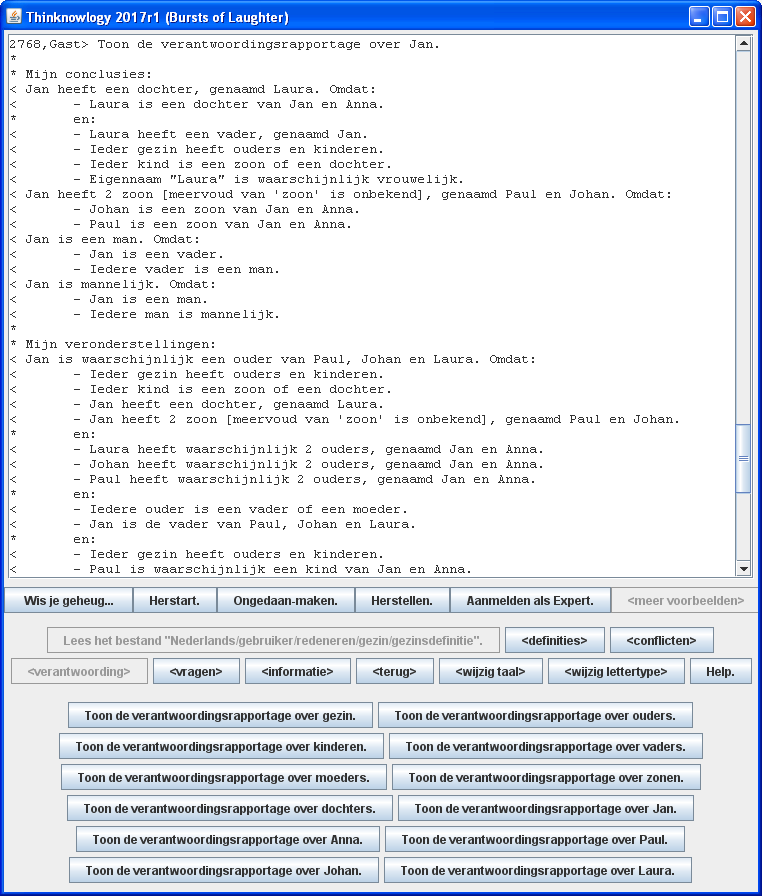 Thinknowlogy 2017r1 (Bursts of Laughter)
2768,Gast> Toon de verantwoordingsrapportage over Jan.
*
* Mijn conclusies:
< Jan heeft een dochter, genaamd Laura. Omdat:
<       - Laura is een dochter van Jan en Anna.
*       en:
<       - Laura heeft een vader, genaamd Jan.
<       - Ieder gezin heeft ouders en kinderen.
<       - Ieder kind is een zoon of een dochter.
<       - Eigennaam "Laura" is waarschijnlijk vrouwelijk.
< Jan heeft 2 zoon [meervoud van 'zoon' is onbekend], genaamd Paul en Johan. Omdat:
<       - Johan is een zoon van Jan en Anna.
<       - Paul is een zoon van Jan en Anna.
< Jan is een man. Omdat:
<       - Jan is een vader.
<       - Iedere vader is een man.
< Jan is mannelijk. Omdat:
<       - Jan is een man.
<       - Iedere man is mannelijk.
*
* Mijn veronderstellingen:
< Jan is waarschijnlijk een ouder van Paul, Johan en Laura. Omdat:
<       - Ieder gezin heeft ouders en kinderen.
<       - Ieder kind is een zoon of een dochter.
<       - Jan heeft een dochter, genaamd Laura.
<       - Jan heeft 2 zoon [meervoud van 'zoon' is onbekend], genaamd Paul en Johan.
*       en:
<       - Laura heeft waarschijnlijk 2 ouders, genaamd Jan en Anna.
<       - Johan heeft waarschijnlijk 2 ouders, genaamd Jan en Anna.
<       - Paul heeft waarschijnlijk 2 ouders, genaamd Jan en Anna.
*       en:
<       - Iedere ouder is een vader of een moeder.
<       - Jan is de vader van Paul, Johan en Laura.
*       en:
<       - Ieder gezin heeft ouders en kinderen.
<       - Paul is waarschijnlijk een kind van Jan en Anna.
Wis je geheug... Herstart. Ongedaan-maken. Herstellen. Aanmelden als Expert. <meer voorbeelden>
Lees het bestand "Nederlands/gebruiker/redeneren/gezin/gezinsdefinitie". <definities> <conflicten>
<verantwoording> <vragen> <informatie> <terug> <wijzig taal> <wijzig lettertype> Help.
Toon de verantwoordingsrapportage over gezin. Toon de verantwoordingsrapportage over ouders.
Toon de verantwoordingsrapportage over kinderen. Toon de verantwoordingsrapportage over vaders.
Toon de verantwoordingsrapportage over moeders. Toon de verantwoordingsrapportage over zonen.
Toon de verantwoordingsrapportage over dochters. Toon de verantwoordingsrapportage over Jan.
Toon de verantwoordingsrapportage over Anna. Toon de verantwoordingsrapportage over Paul.
Toon de verantwoordingsrapportage over Johan. Toon de verantwoordingsrapportage over Laura.